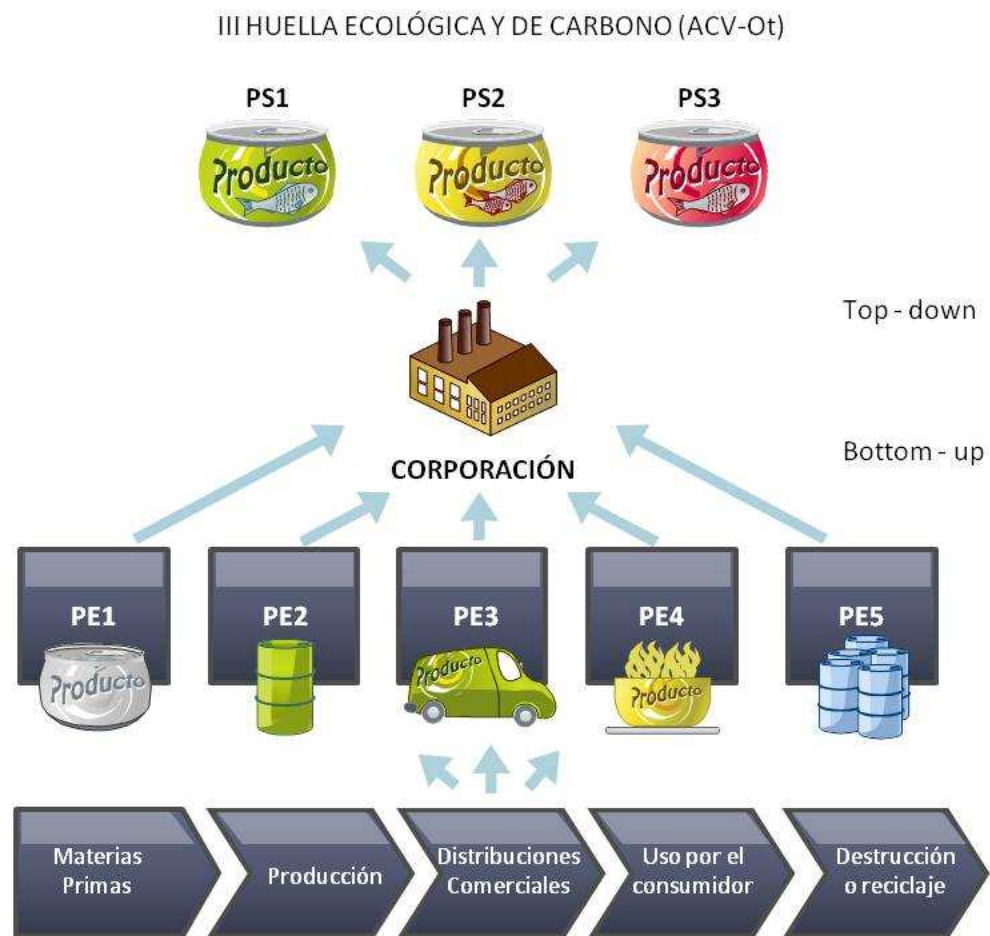 III HUELLA ECOLÓGICA Y DE CARBONO (ACV-Ot)
PS1
PS2
PS3
Producto
Producto
Producto
Top - down
Bottom - up
CORPORACIÓN
PE1
PE2
PE3
PE4
PE5
Producto
Producto
Producto
Materias
Primas
Producción
Distribuciones
Comerciales
Uso por el
consumidor
Destrucción
o reciclaje